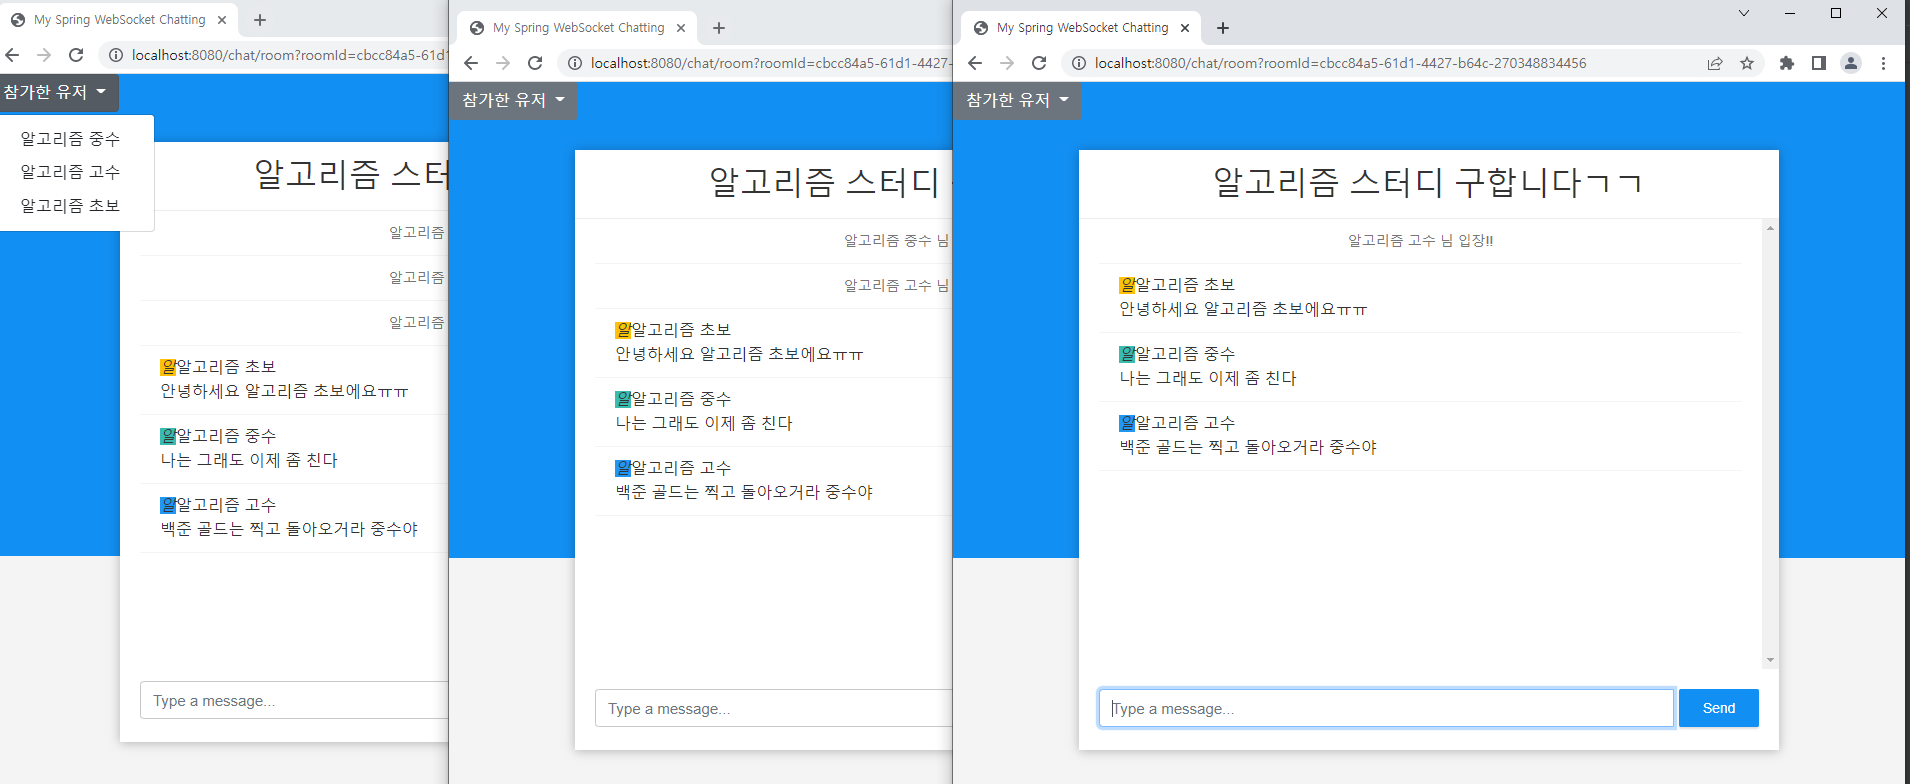 My Spring WebSocket Chatting
localhost:8080/chat/room?roomId=cbcc84a5-61d1
참가한 유저
알고리즘 중수
알고리즘 고수
알고리즘 초보
알고리즘 스터
알고리즘
알고리즘
알고리즘
알알고리즘 초보
안녕하세요 알고리즘 초보에요ㅠㅠ
알알고리즘 중수
나는 그래도 이제 좀 친다
알알고리즘 고수
백준 골드는 찍고 돌아오거라 중수야
Type a message...
My Spring WebSocket Chatting
localhost:8080/chat/room?roomId=cbcc84a5-61d1-4427-
참가한 유저
알고리즘 스터디
알고리즘 중수 님
알고리즘 고수 님
알알고리즘 초보
안녕하세요 알고리즘 초보에요ㅠㅠ
알알고리즘 중수
나는 그래도 이제 좀 친다
알알고리즘 고수
백준 골드는 찍고 돌아오거라 중수야
Type a message...
My Spring WebSocket Chatting
localhost:8080/chat/room?roomId=cbcc84a5-61d1-4427-b64c-270348834456
참가한 유저
알고리즘 스터디 구합니다ㄱㄱ
알고리즘 고수 님 입장!!
알알고리즘 초보
안녕하세요 알고리즘 초보에요ㅠㅠ
알알고리즘 중수
나는 그래도 이제 좀 친다
알알고리즘 고수
백준 골드는 찍고 돌아오거라 중수야
Type a message...
Send